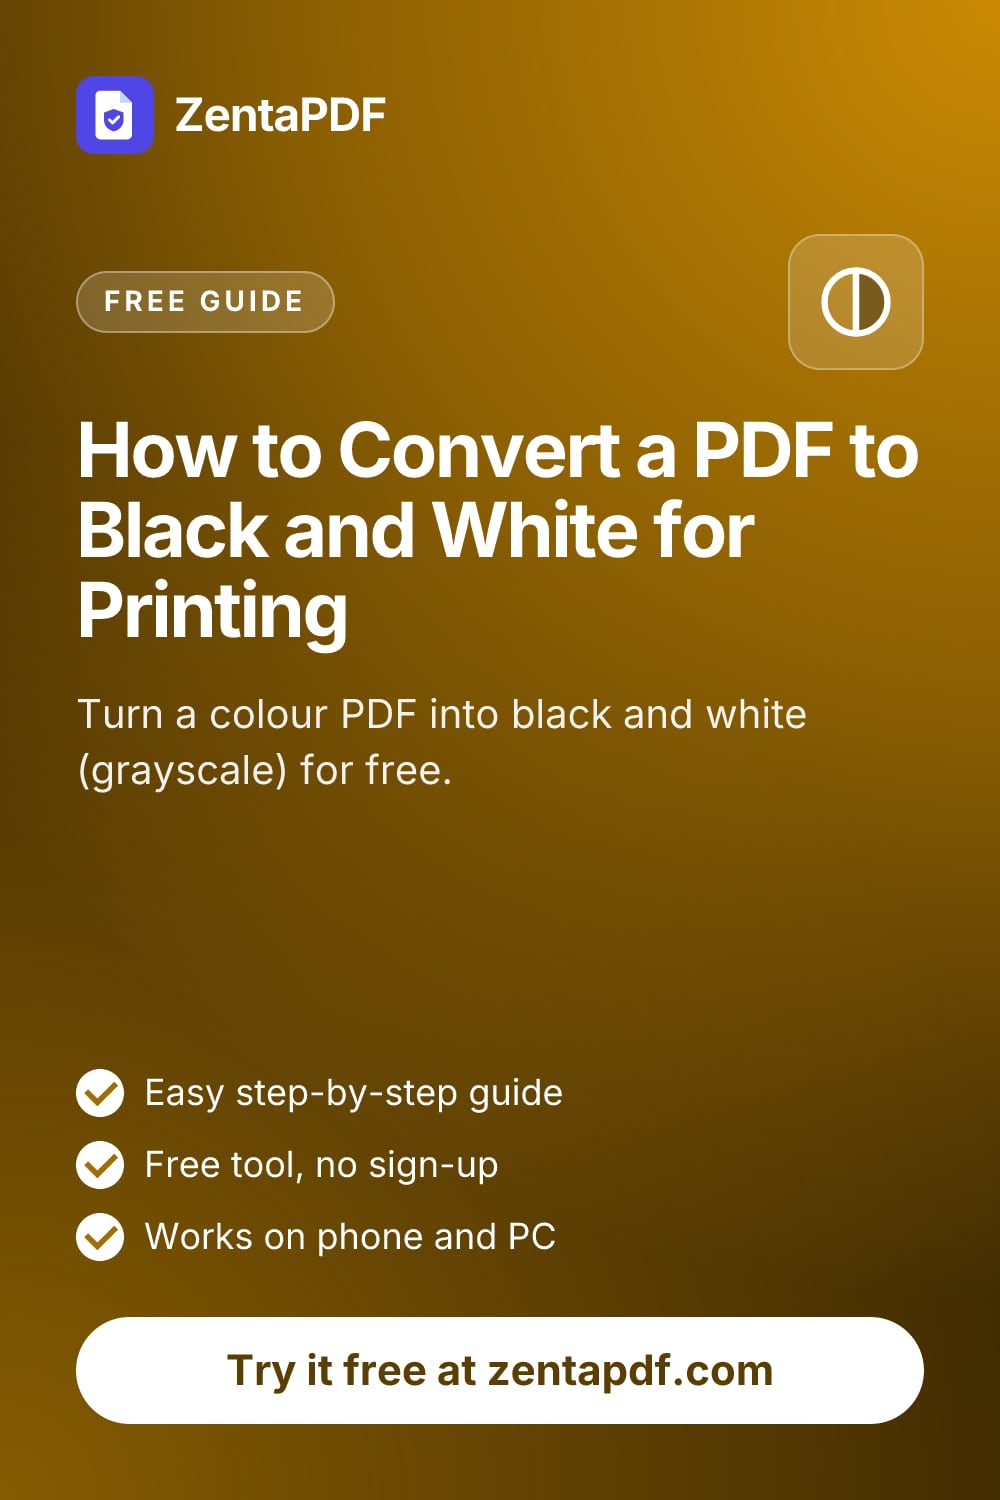 ZentaPDF
FREE GUIDE
How to Convert a PDF to
Black and White for
Printing
Turn a colour PDF into black and white
(grayscale) for free.
Easy step-by-step guide
Free tool, no sign-up
Works on phone and PC
Try it free at zentapdf.com